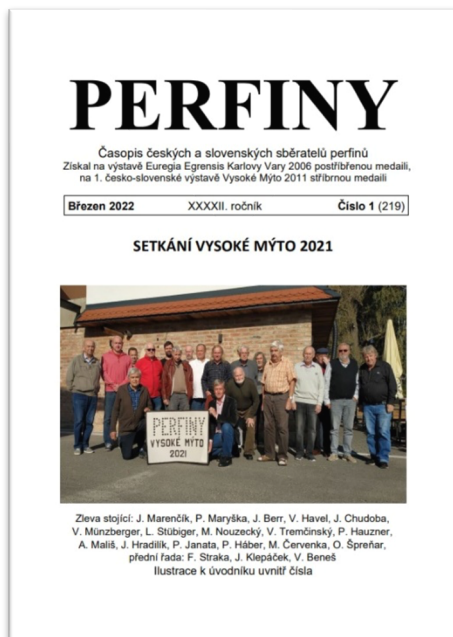 PERFINY
Časopis českých a slovenských sběratelů perfinů
Získal na výstavě Euregia Egrensis Karlovy Vary 2006 postříbřenou medaili,
na 1. česko-slovenské výstavě Vysoké Mýto 2011 stříbrnou medaili
Březen 2022 XXXXII. ročník Číslo 1 (219)
SETKÁNÍ VYSOKÉ MÝTO 2021
PERFINY
VYSOKÉ MÝTO
2021
Zleva stojící: J. Marenčík, P. Maryška, J. Berr, V. Havel, J. Chudoba,
V. Münzberger, L. Stübiger, M. Nouzecký, V. Tremčinský, P. Hauzner,
A. Mališ, J. Hradilík, P. Janata, P. Háber, M. Červenka, O. Špreňar,
přední řada: F. Straka, J. Klepáček, V. Beneš
Ilustrace k úvodníku uvnitř čísla